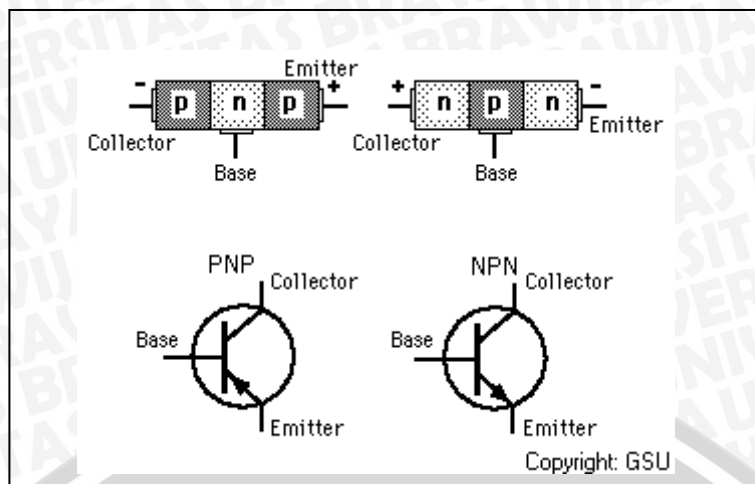 Emitter
- p n p +
Collector
Base
+ n p n -
Emitter
Collector
Base
PNP
Collector
Base
Emitter
NPN
Collector
Base
Emitter
Copyright: GSU